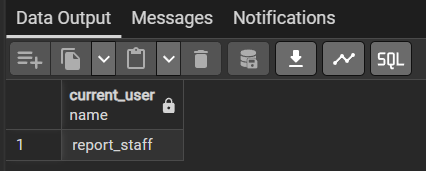 Data Output Messages Notifications
SQL
current_user
name
1 report_staff